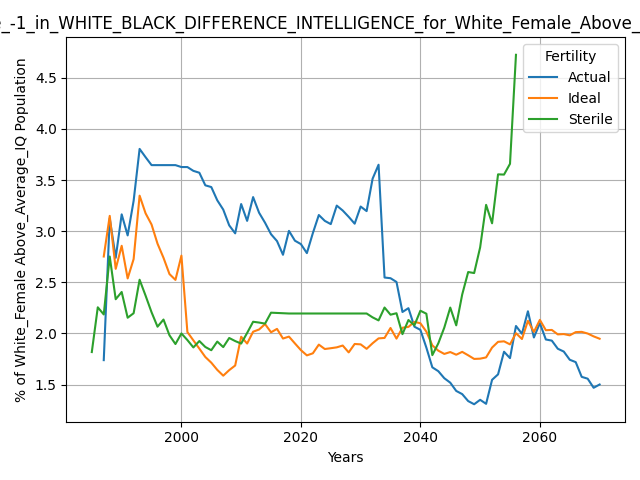 _-1_in_WHITE_BLACK_DIFFERENCE_INTELLIGENCE_for_White_Female_Above_
Fertility
Actual
Ideal
Sterile
% of White_Female Above_Average_IQ Population
4.5
4.0
3.5
3.0
2.5
2.0
1.5
2000
2020
2040
2060
Years